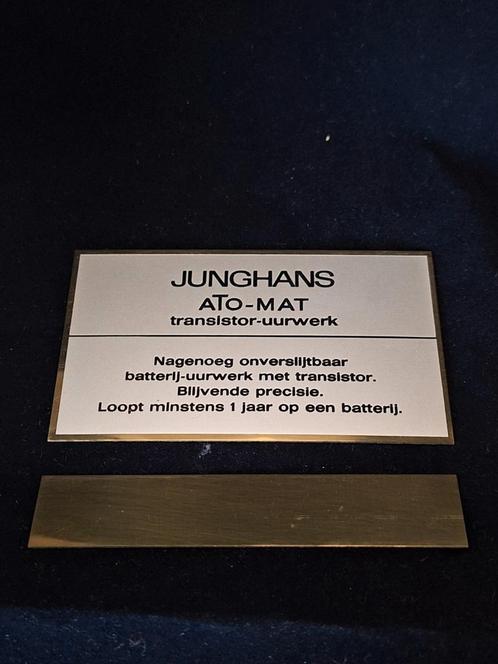 JUNGHANS
ATO-MAT
transistor-uurwerk
Nagenoeg onverslijtbaar
batterij-uurwerk met transistor.
Blijvende precisie.
Loopt minstens 1 jaar op een batterij.